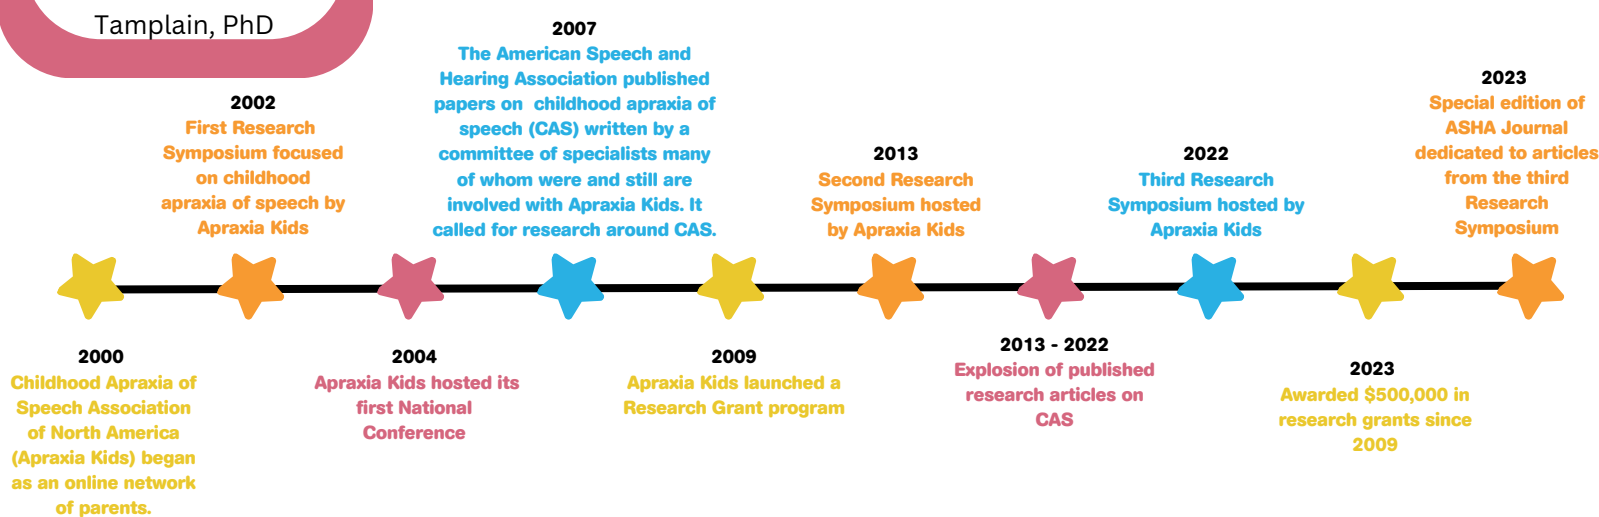 Tamplain, PhD
2000
Childhood Apraxia of
Speech Association
of North America
(Apraxia Kids) began
as an online network
of parents.
2002
First Research
Symposium focused
on childhood
apraxia of speech by
Apraxia Kids
2004
Apraxia Kids hosted its
first National
Conference
2007
The American Speech and
Hearing Association published
papers on childhood apraxia of
speech (CAS) written by a
committee of specialists many
of whom were and still are
involved with Apraxia Kids. It
called for research around CAS.
2009
Apraxia Kids launched a
Research Grant program
2013
Second Research
Symposium hosted
by Apraxia Kids
2013 - 2022
Explosion of published
research articles on
CAS
2022
Third Research
Symposium hosted by
Apraxia Kids
2023
Awarded $500,000 in
research grants since
2009
2023
Special edition of
ASHA Journal
dedicated to articles
from the third
Research
Symposium